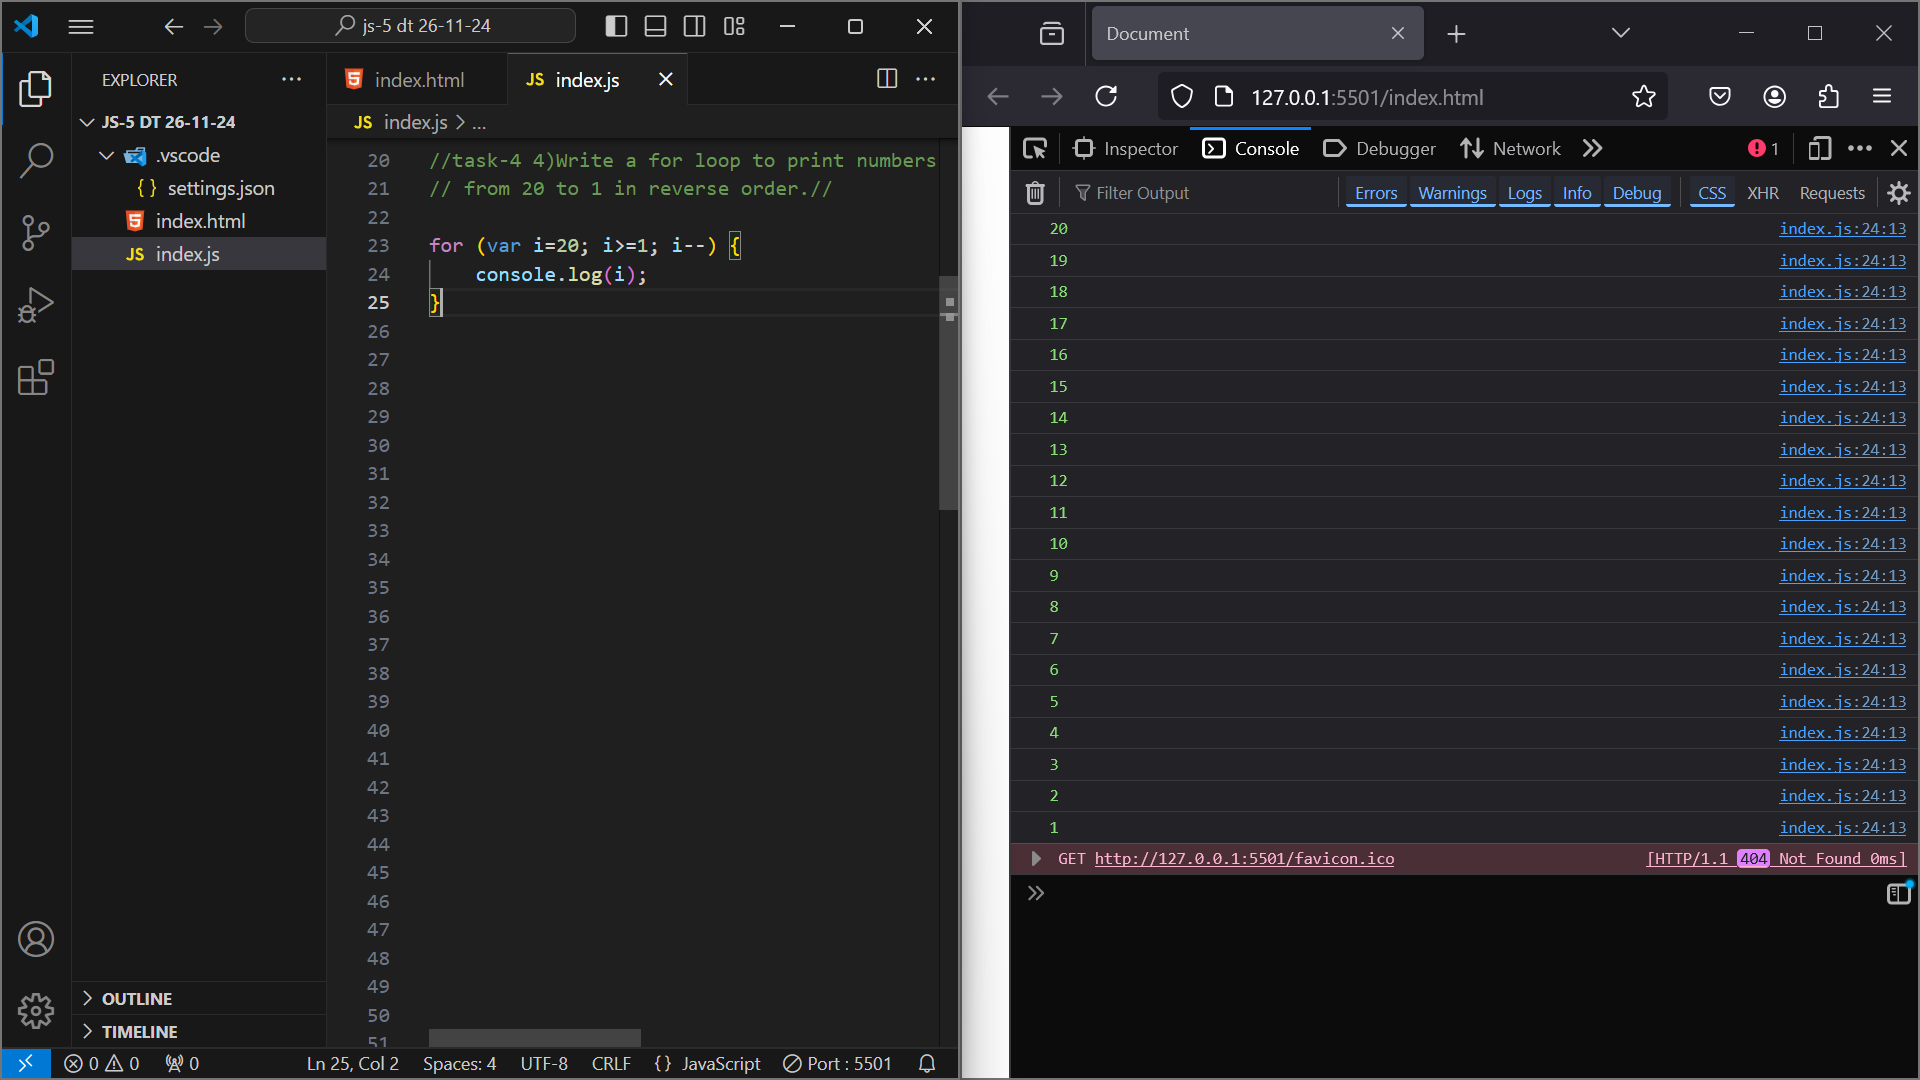 js-5 dt 26-11-24
EXPLORER
JS-5 DT 26-11-24
.vscode
{ } settings.json
index.html
JS index.js
OUTLINE
TIMELINE
index.html
JS index.js
JS index.js > ...
20 //task-4 4)Write a for loop to print numbers
21 // from 20 to 1 in reverse order.//
22
23 for (var i=20; i>=1; i--) {
24 console.log(i);
25 }
26
27
28
29
30
31
32
33
34
35
36
37
38
39
40
41
42
43
44
45
46
47
48
49
50
51
0 0 0 Ln 25, Col 2 Spaces: 4 UTF-8 CRLF { } JavaScript Port : 5501
Document
127.0.0.1:5501/index.html
Inspector Console Debugger Network 1
Filter Output Errors Warnings Logs Info Debug CSS XHR Requests
20 index.js:24:13
19 index.js:24:13
18 index.js:24:13
17 index.js:24:13
16 index.js:24:13
15 index.js:24:13
14 index.js:24:13
13 index.js:24:13
12 index.js:24:13
11 index.js:24:13
10 index.js:24:13
9 index.js:24:13
8 index.js:24:13
7 index.js:24:13
6 index.js:24:13
5 index.js:24:13
4 index.js:24:13
3 index.js:24:13
2 index.js:24:13
1 index.js:24:13
GET http://127.0.0.1:5501/favicon.ico [HTTP/1.1 404 Not Found 0ms]